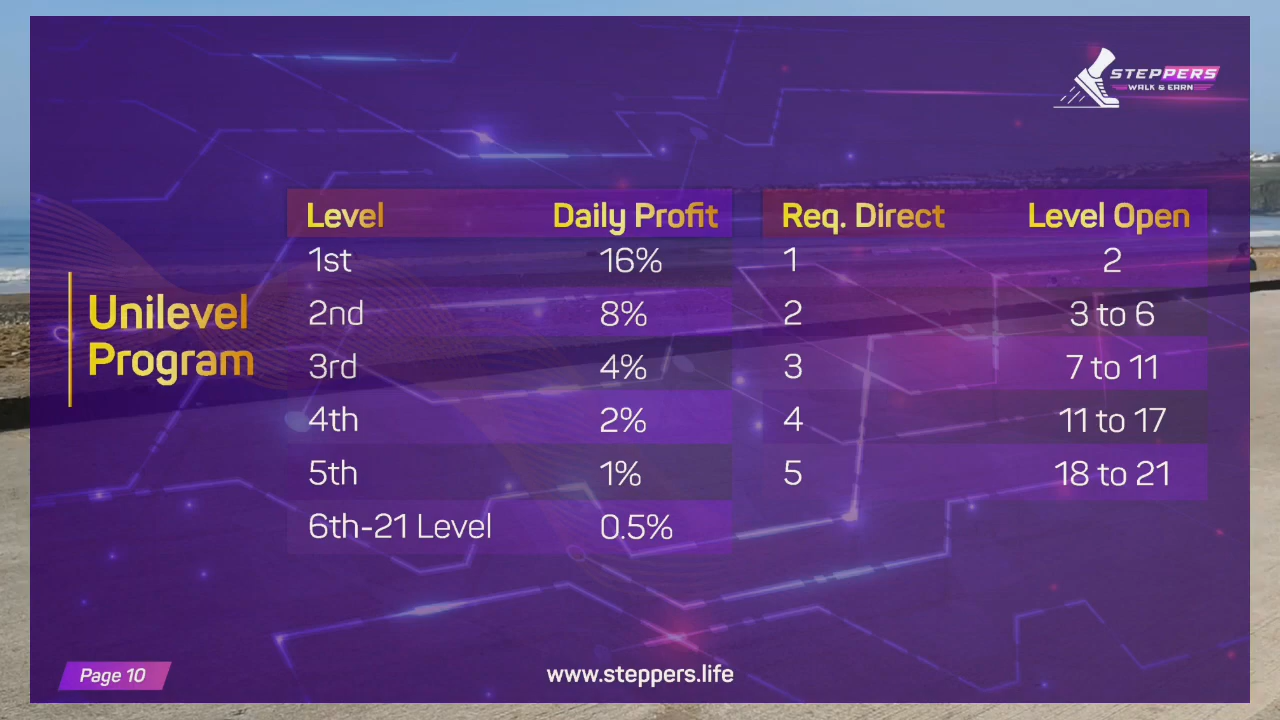 STEPPERS
WALK & EARN
Unilevel
Program
Level Daily Profit
1st 16%
2nd 8%
3rd 4%
4th 2%
5th 1%
6th-21 Level 0.5%
Req. Direct Level Open
1 2
2 3 to 6
3 7 to 11
4 11 to 17
5 18 to 21
Page 10
www.steppers.life